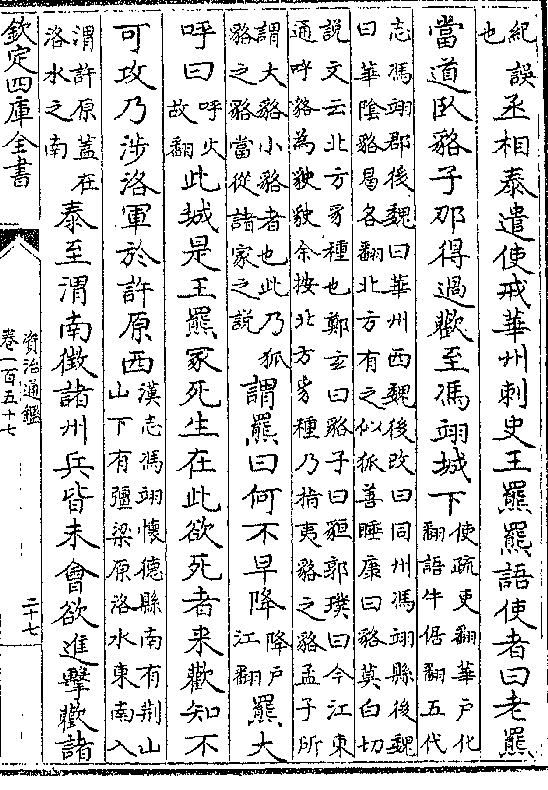 紀誤
也
丞相泰遣使戒華州刺史王羆羆語使者曰老羆
當道臥貉子那得過歡至馮翊城下
使疏吏翻華戶化
翻語牛倨翻五代
志馮翊郡後魏曰華州西魏後改曰同州馮翊縣後魏
曰華陰貉曷各翻北方有之似狐善睡康曰貉莫白切
說文云北方豸種也鄭玄曰貉子曰貆郭璞曰今江東
通呼貉為余按北方豸種乃指夷貉之貉孟子所
謂大貉小貉者也此乃狐
貉之貉當從諸家之說
謂羆曰何不早降
降戶
江翻
羆大
呼曰
呼火
故翻
此城是王羆冢死生在此欲死者来歡知不
可攻乃涉洛軍於許原西
漢志馮翊懷德縣南有荆山
山下有彊梁原洛水東南入
渭許原蓋在
洛水之南
泰至渭南徵諸州兵皆未會欲進擊歡諸
欽定四庫全書
資治通鑑
卷一百五十七
二十七